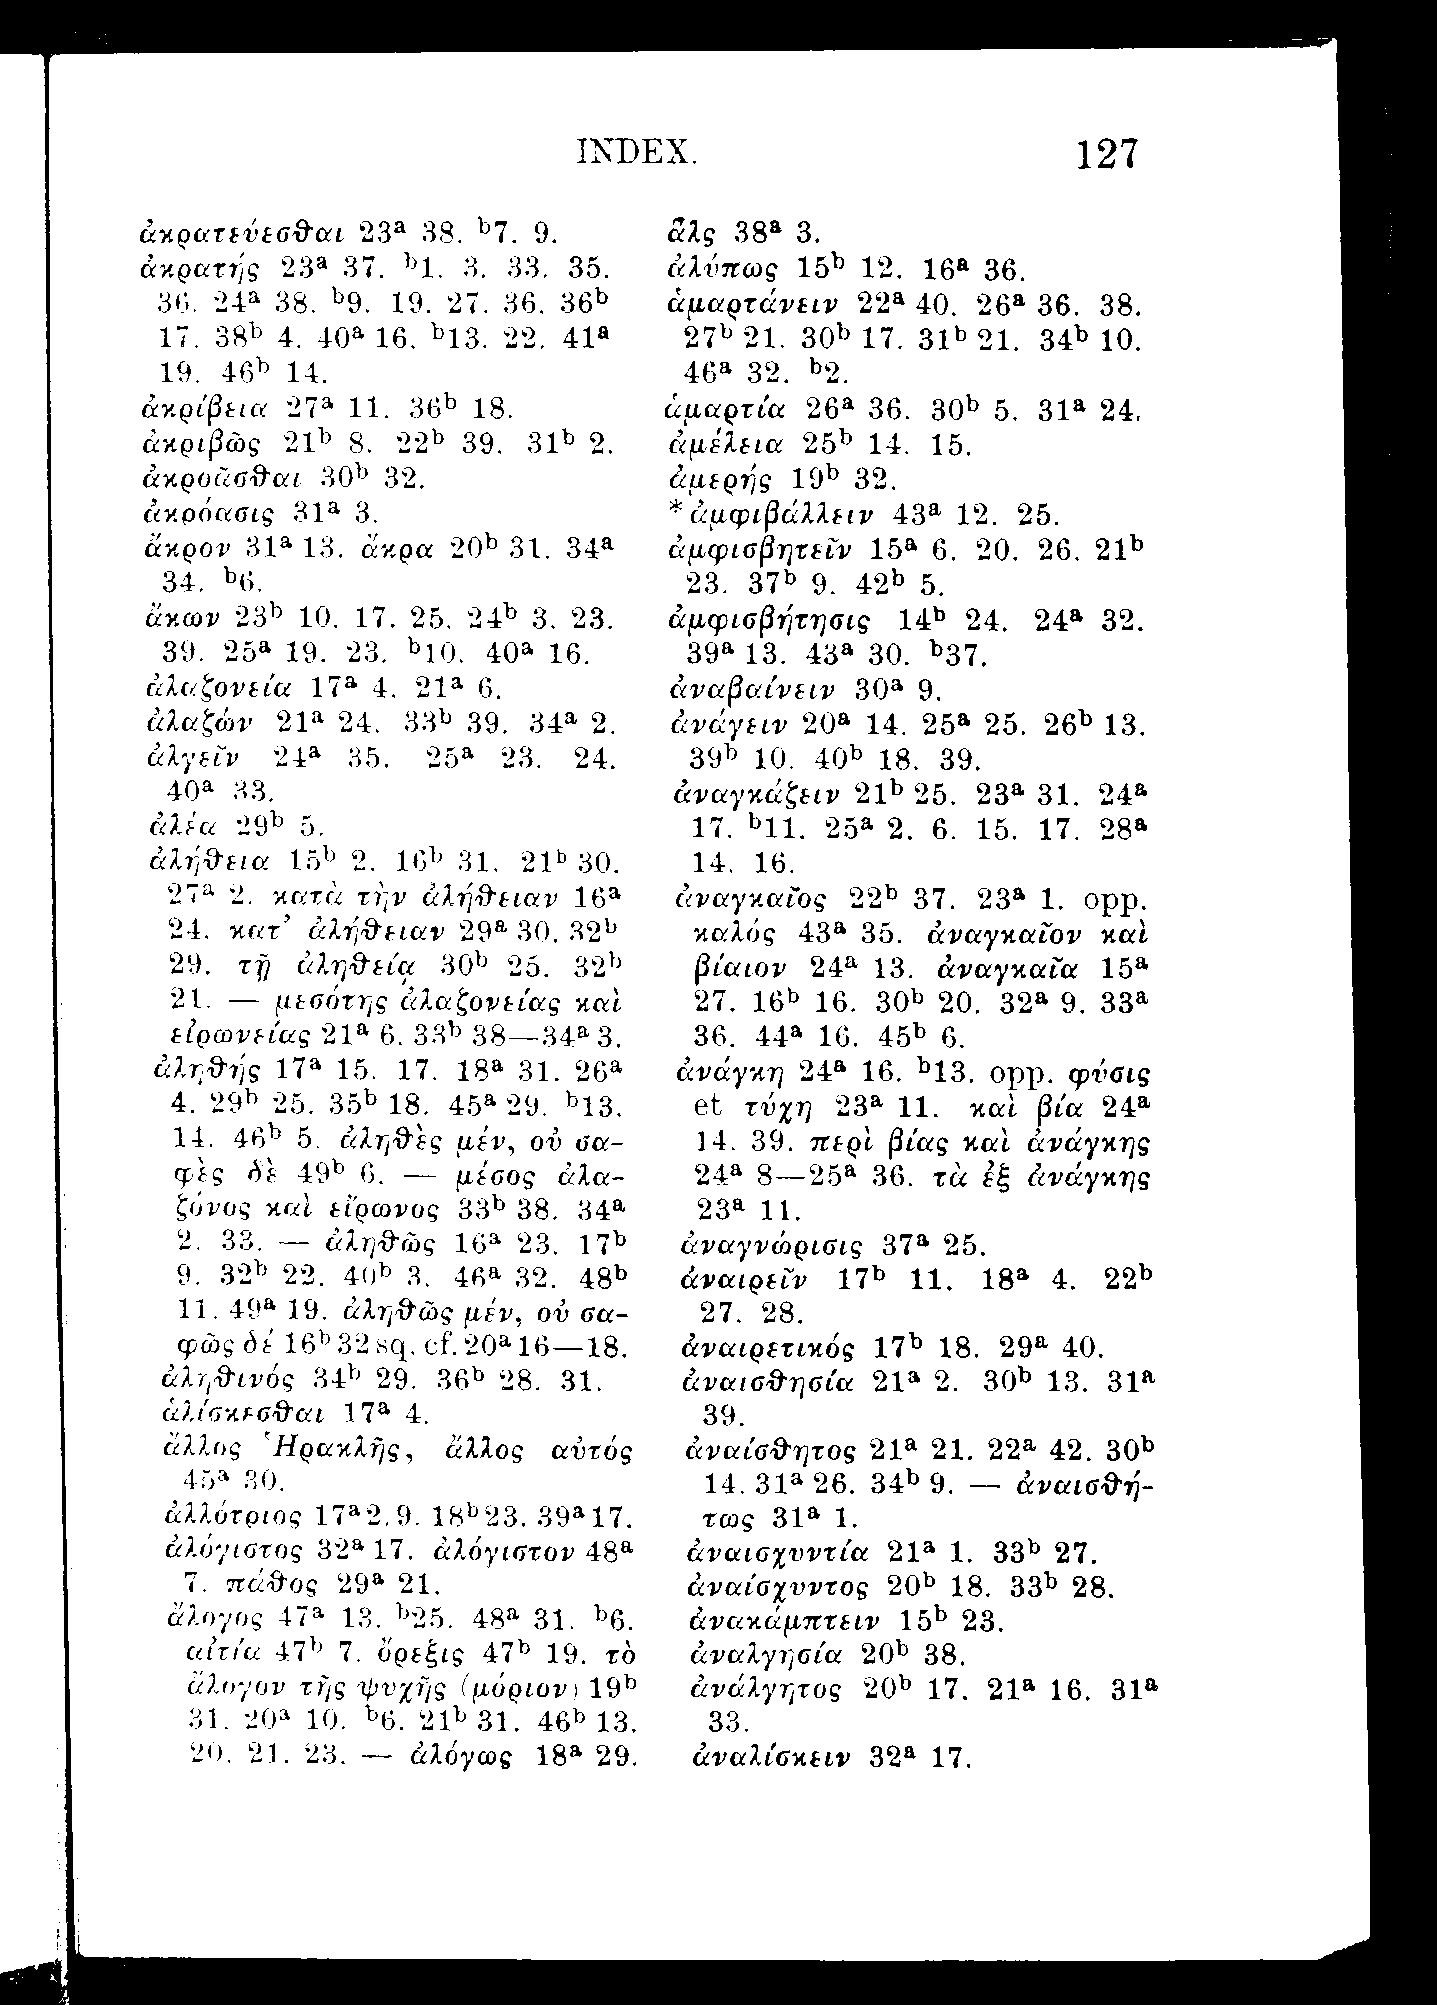 INDEX. 127
ἀκρατεύεσθαι 23ᵃ 38. ᵇ7. 9.
ἀκρατής 23ᵃ 37. ᵇ1. 3. 33. 35.
36. 24ᵃ 38. ᵇ9. 19. 27. 36. 36ᵇ
17. 38ᵇ 4. 40ᵃ 16. ᵇ13. 22. 41ᵃ
19. 46ᵇ 14.
ἀκρίβεια 27ᵃ 11. 36ᵇ 18.
ἀκριβῶς 21ᵇ 8. 22ᵇ 39. 31ᵇ 2.
ἀκροᾶσθαι 30ᵇ 32.
ἀκρόασις 31ᵃ 3.
ἄκρον 31ᵃ 13. ἄκρα 20ᵇ 31. 34ᵃ
34. ᵇ6.
ἄκων 23ᵇ 10. 17. 25. 24ᵇ 3. 23.
39. 25ᵃ 19. 23. ᵇ10. 40ᵃ 16.
ἀλαζονεία 17ᵃ 4. 21ᵃ 6.
ἀλαζών 21ᵃ 24. 33ᵇ 39. 34ᵃ 2.
ἀλγεῖν 24ᵃ 35. 25ᵃ 23. 24.
40ᵃ 33.
ἀλέα 29ᵇ 5.
ἀλήθεια 15ᵇ 2. 16ᵇ 31. 21ᵇ 30.
27ᵃ 2. κατὰ τὴν ἀλήθειαν 16ᵃ
24. κατ’ ἀλήθειαν 29ᵃ 30. 32ᵇ
29. τῇ ἀληθείᾳ 30ᵇ 25. 32ᵇ
21. — μεσότης ἀλαζονείας καὶ
εἰρωνείας 21ᵃ 6. 33ᵇ 38—34ᵃ 3.
ἀληθής 17ᵃ 15. 17. 18ᵃ 31. 26ᵃ
4. 29ᵇ 25. 35ᵇ 18. 45ᵃ 29. ᵇ13.
14. 46ᵇ 5. ἀληθὲς μέν, οὐ σα-
φὲς δὲ 49ᵇ 6. — μέσος ἀλα-
ζόνος καὶ εἴρωνος 33ᵇ 38. 34ᵃ
2. 33. — ἀληθῶς 16ᵃ 23. 17ᵇ
9. 32ᵇ 22. 40ᵇ 3. 46ᵃ 32. 48ᵇ
11. 49ᵃ 19. ἀληθῶς μέν, οὐ σα-
φῶς δέ 16ᵇ 32 sq. cf. 20ᵃ 16—18.
ἀληθινός 34ᵇ 29. 36ᵇ 28. 31.
ἁλίσκεσθαι 17ᵃ 4.
ἄλλος Ἡρακλῆς, ἄλλος αὐτός
45ᵃ 30.
ἀλλότριος 17ᵃ 2. 9. 18ᵇ 23. 39ᵃ 17.
ἀλόγιστος 32ᵃ 17. ἀλόγιστον 48ᵃ
7. πάθος 29ᵃ 21.
ἄλογος 47ᵃ 13. ᵇ25. 48ᵃ 31. ᵇ6.
αἰτία 47ᵇ 7. ὄρεξις 47ᵇ 19. τὸ
ἄλογον τῆς ψυχῆς (μόριον) 19ᵇ
31. 20ᵃ 10. ᵇ6. 21ᵇ 31. 46ᵇ 13.
20. 21. 23. — ἀλόγως 18ᵃ 29.
ἅλς 38ᵃ 3.
ἀλύπως 15ᵇ 12. 16ᵃ 36.
ἁμαρτάνειν 22ᵃ 40. 26ᵃ 36. 38.
27ᵇ 21. 30ᵇ 17. 31ᵇ 21. 34ᵇ 10.
46ᵃ 32. ᵇ2.
ἁμαρτία 26ᵃ 36. 30ᵇ 5. 31ᵃ 24.
ἀμέλεια 25ᵇ 14. 15.
ἀμερής 19ᵇ 32.
*ἀμφιβάλλειν 43ᵃ 12. 25.
ἀμφισβητεῖν 15ᵃ 6. 20. 26. 21ᵇ
23. 37ᵇ 9. 42ᵇ 5.
ἀμφισβήτησις 14ᵇ 24. 24ᵃ 32.
39ᵃ 13. 43ᵃ 30. ᵇ37.
ἀναβαίνειν 30ᵃ 9.
ἀνάγειν 20ᵃ 14. 25ᵃ 25. 26ᵇ 13.
39ᵇ 10. 40ᵇ 18. 39.
ἀναγκάζειν 21ᵇ 25. 23ᵃ 31. 24ᵃ
17. ᵇ11. 25ᵃ 2. 6. 15. 17. 28ᵃ
14. 16.
ἀναγκαῖος 22ᵇ 37. 23ᵃ 1. opp.
καλός 43ᵃ 35. ἀναγκαῖον καὶ
βίαιον 24ᵃ 13. ἀναγκαῖα 15ᵃ
27. 16ᵇ 16. 30ᵇ 20. 32ᵃ 9. 33ᵃ
36. 44ᵃ 16. 45ᵇ 6.
ἀνάγκη 24ᵃ 16. ᵇ13. opp. φύσις
et τύχη 23ᵃ 11. καὶ βία 24ᵃ
14. 39. περὶ βίας καὶ ἀνάγκης
24ᵃ 8—25ᵃ 36. τὰ ἐξ ἀνάγκης
23ᵃ 11.
ἀναγνώρισις 37ᵃ 25.
ἀναιρεῖν 17ᵇ 11. 18ᵃ 4. 22ᵇ
27. 28.
ἀναιρετικός 17ᵇ 18. 29ᵃ 40.
ἀναισθησία 21ᵃ 2. 30ᵇ 13. 31ᵃ
39.
ἀναίσθητος 21ᵃ 21. 22ᵃ 42. 30ᵇ
14. 31ᵃ 26. 34ᵇ 9. — ἀναισθή-
τως 31ᵃ 1.
ἀναισχυντία 21ᵃ 1. 33ᵇ 27.
ἀναίσχυντος 20ᵇ 18. 33ᵇ 28.
ἀνακάμπτειν 15ᵇ 23.
ἀναλγησία 20ᵇ 38.
ἀνάλγητος 20ᵇ 17. 21ᵃ 16. 31ᵃ
33.
ἀναλίσκειν 32ᵃ 17.